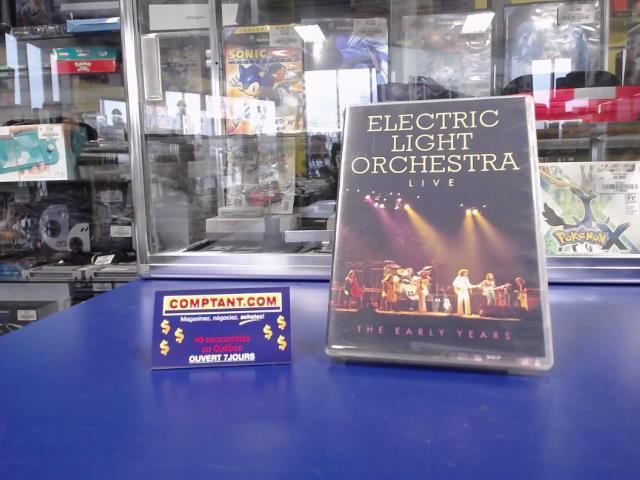 ELECTRIC
LIGHT
ORCHESTRA
LIVE
THE EARLY YEARS
COMPTANT.COM
Magasinez, négociez, achetez!
40 succursales
au Québec
OUVERT 7JOURS
SONIC
POKéMON